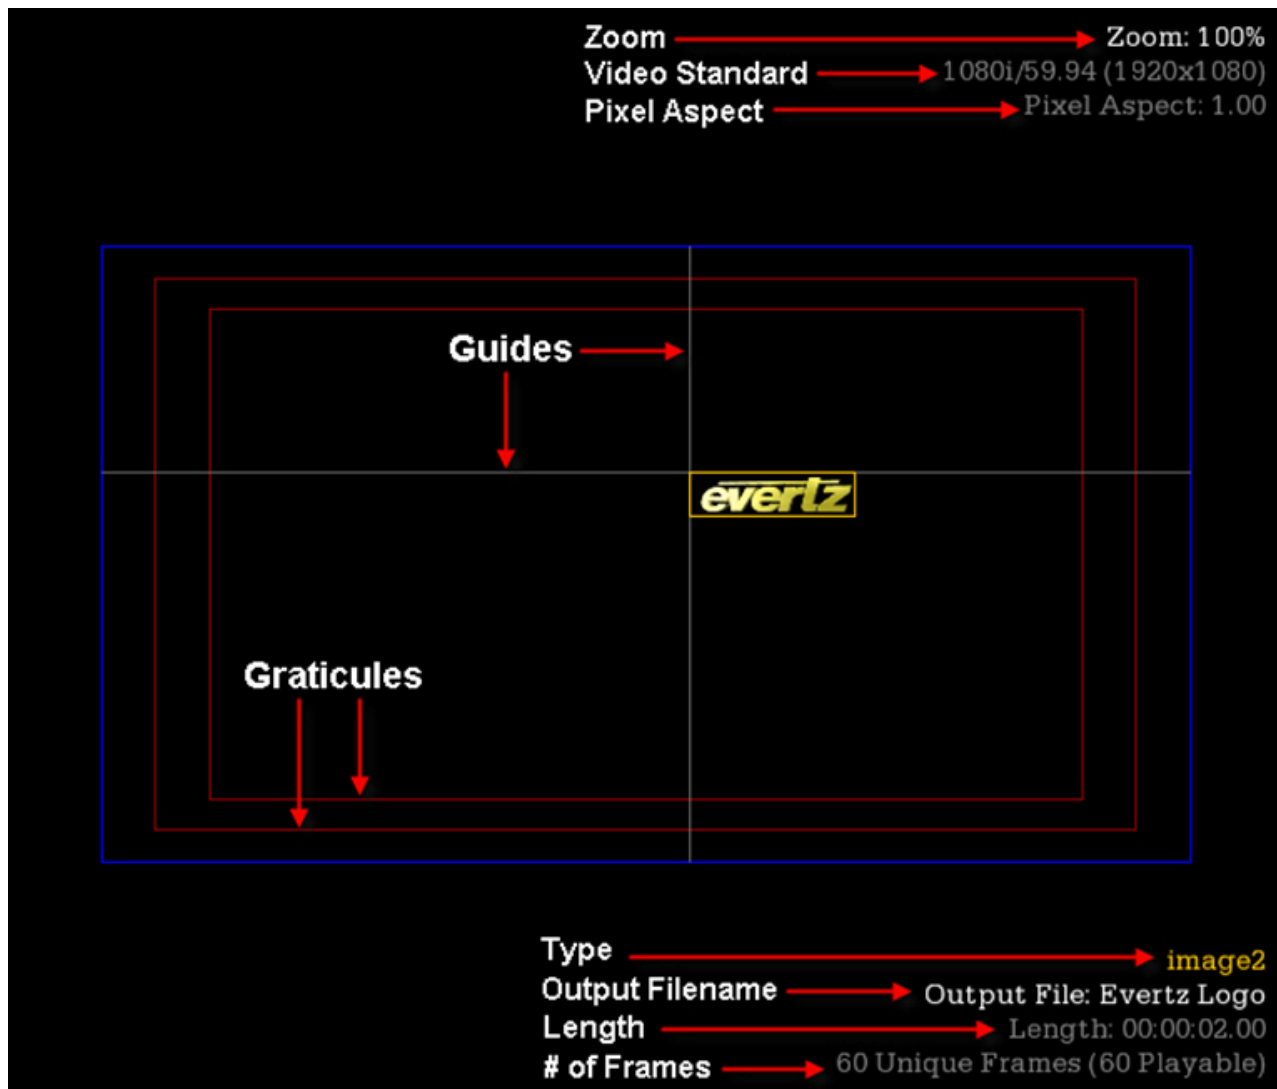 Zoom Zoom: 100%
Video Standard 1080i/59.94 (1920x1080)
Pixel Aspect Pixel Aspect: 1.00
Guides
evertz
Graticules
Type image2
Output Filename Output File: Evertz Logo
Length Length: 00:00:02.00
# of Frames 60 Unique Frames (60 Playable)